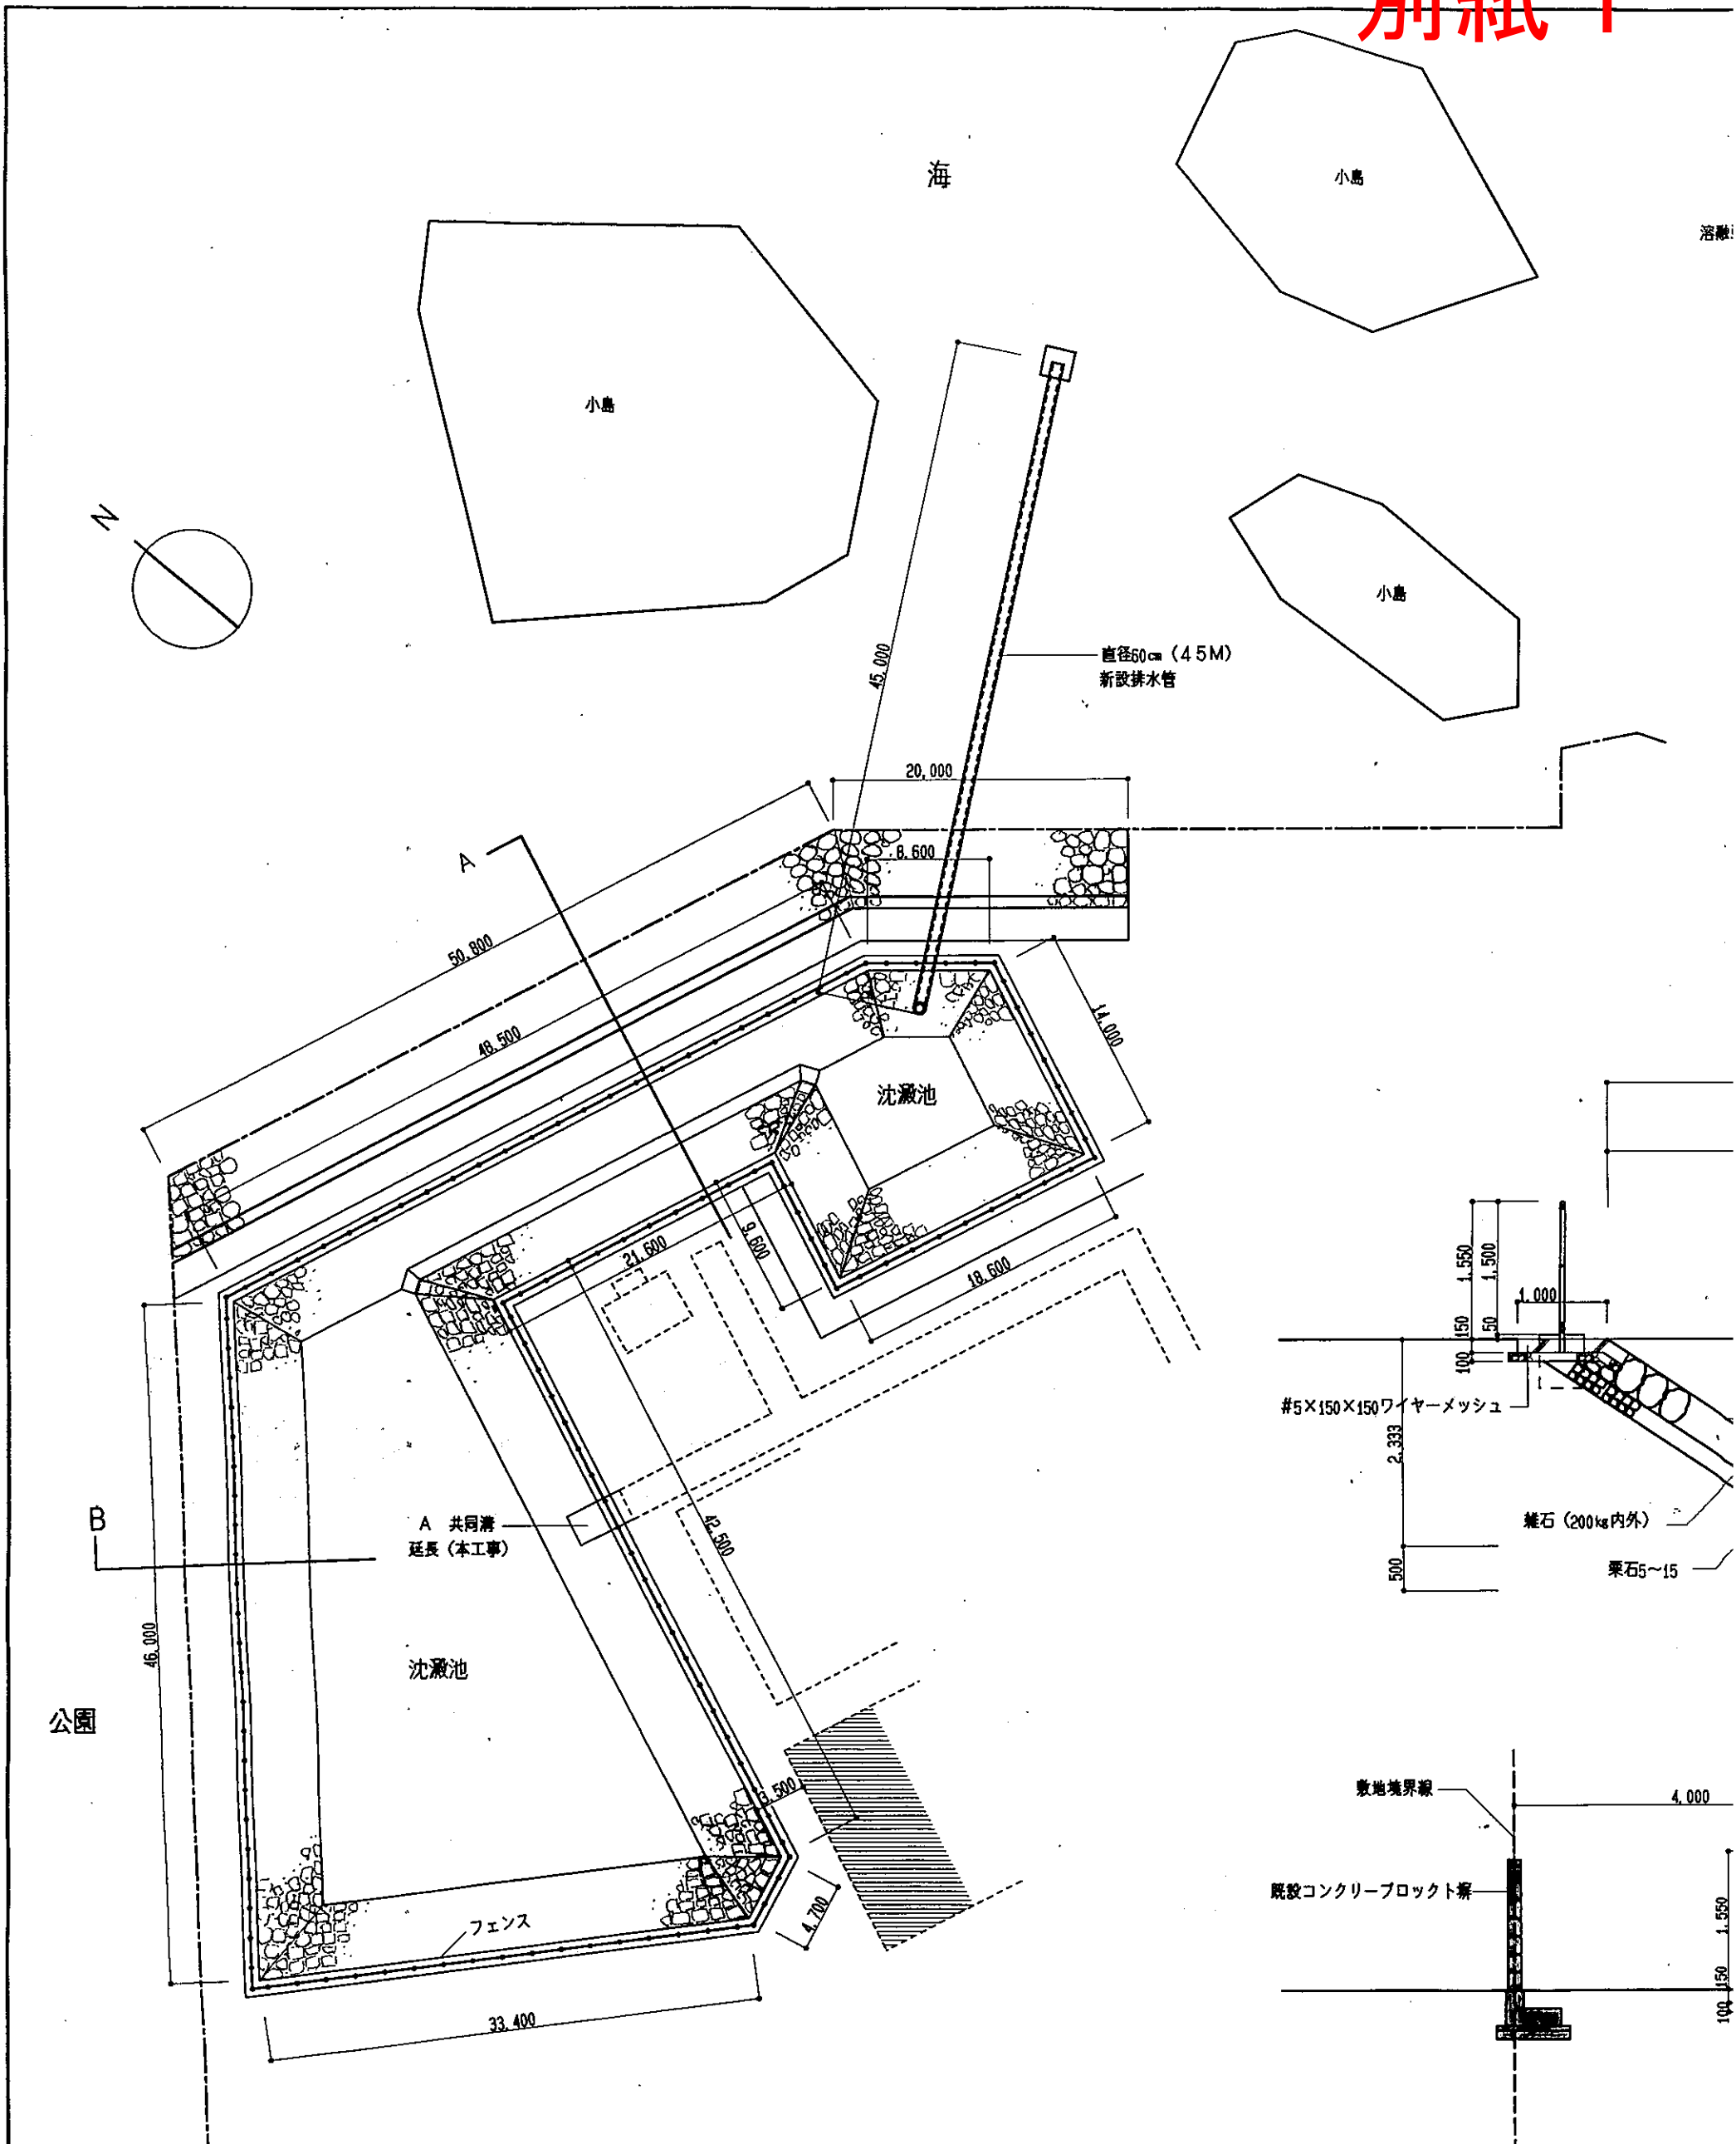 別紙1
海
小島
溶融
小島
N
小島
45,000
直径60cm(45M)
新設排水管
20,000
A
8,600
50,800
48,500
14,000
沈澱池
21,600
9,600
18,600
1,550
1,500
1,000
150
50
100
#5×150×150ワイヤーメッシュ
2,333
雑石(200kg内外)
500
栗石5~15
B
A 共同溝
延長(本工事)
42,500
46,000
沈澱池
公園
3,500
敷地境界線
4,000
既設コンクリーブロックト塀
4,700
フェンス
1,550
150
100
33,400